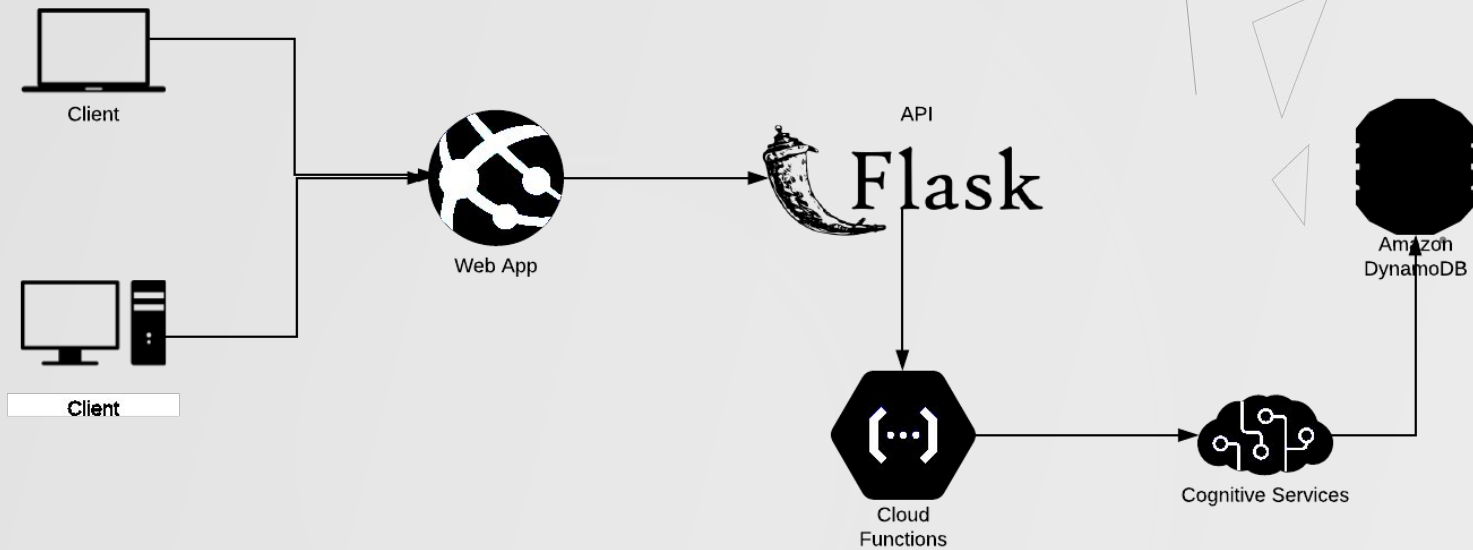 Client
API
Flask
Web App
Amazon
DynamoDB
Client
Cognitive Services
Cloud
Functions